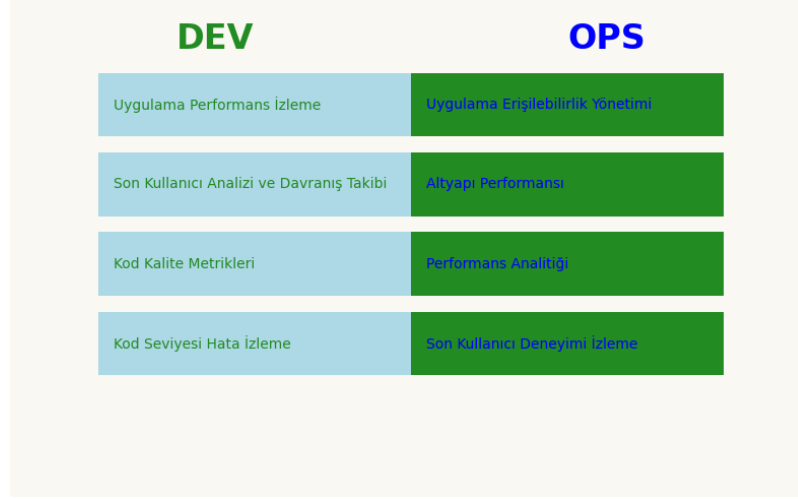 DEV
OPS
Uygulama Performans İzleme
Uygulama Erişilebilirlik Yönetimi
Son Kullanıcı Analizi ve Davranış Takibi
Altyapı Performansı
Kod Kalite Metrikleri
Performans Analitiği
Kod Seviyesi Hata İzleme
Son Kullanıcı Deneyimi İzleme